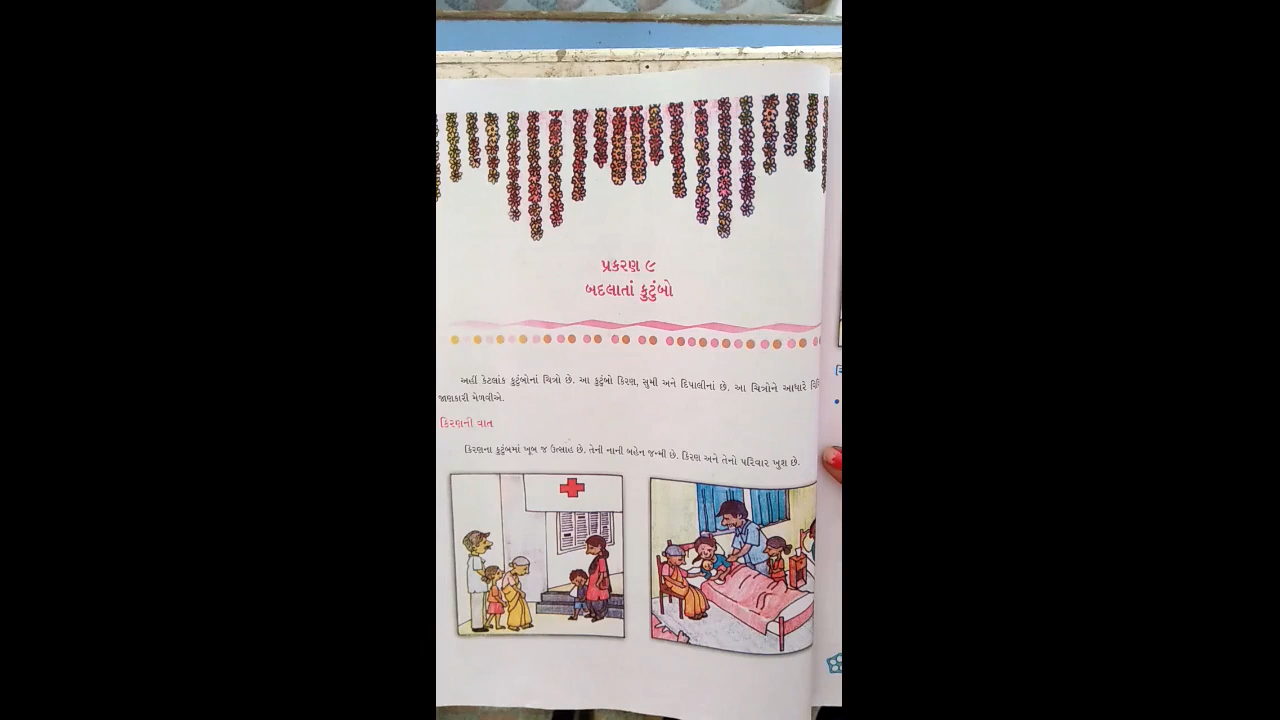 પ્રકરણ ૯
બદલાતાં કુટુંબો
અહીં કેટલાંક કુટુંબોનાં ચિત્રો છે. આ કુટુંબો કિરણ, સુમી અને દિપાલીનાં છે. આ ચિત્રોને આધારે
જાણકારી મેળવીએ.
કિરણની વાત
કિરણના કુટુંબમાં ખૂબ જ ઉત્સાહ છે. તેની નાની બહેન જન્મી છે. કિરણ અને તેનો પરિવાર ખુશ છે.